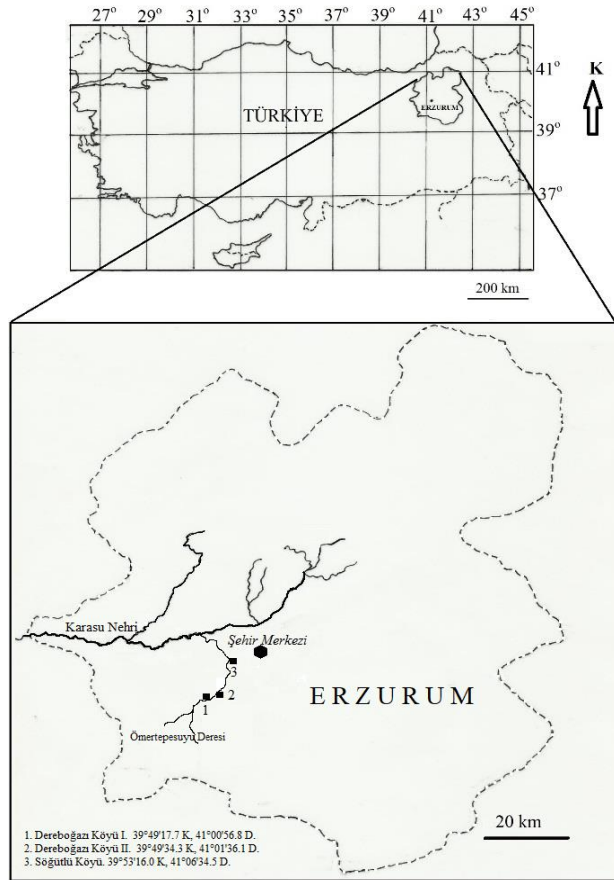 27° 29° 31° 33° 35° 37° 39° 41° 43° 45°
41°
K
TÜRKİYE
ERZURUM
39°
37°
200 km
Karasu Nehri
Şehir Merkezi
3
ERZURUM
1
2
Ömertepesuyu Deresi
20 km
1. Dereboğazı Köyü I. 39°49'17.7 K, 41°00'56.8 D.
2. Dereboğazı Köyü II. 39°49'34.3 K, 41°01'36.1 D.
3. Söğütlü Köyü. 39°53'16.0 K, 41°06'34.5 D.